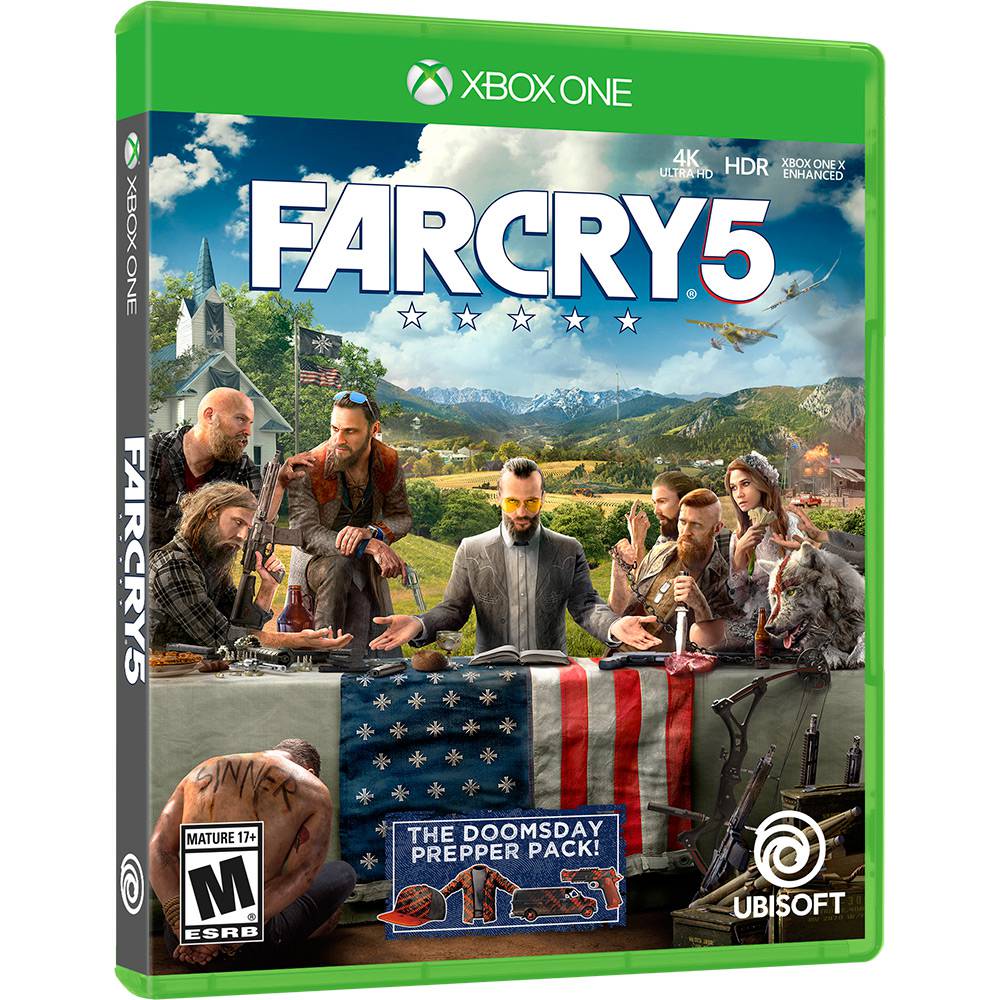 XBOX ONE
4K
ULTRA HD
HDR
XBOX ONE X
ENHANCED
FARCRY5
®
XBOX ONE
FARCRY5
SINNER
MATURE 17+
M
®
ESRB
THE DOOMSDAY
PREPPER PACK!
UBISOFT